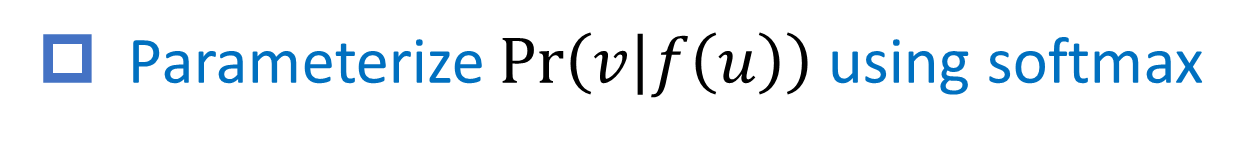 Parameterize Pr(𝑣|𝑓(𝑢)) using softmax